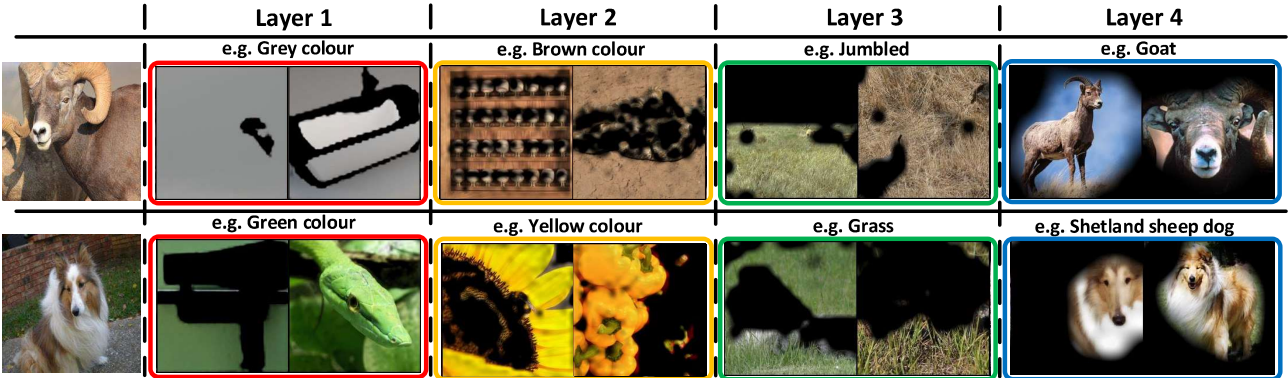 Layer 1 Layer 2 Layer 3 Layer 4
e.g. Grey colour e.g. Brown colour e.g. Jumbled e.g. Goat
e.g. Green colour e.g. Yellow colour e.g. Grass e.g. Shetland sheep dog